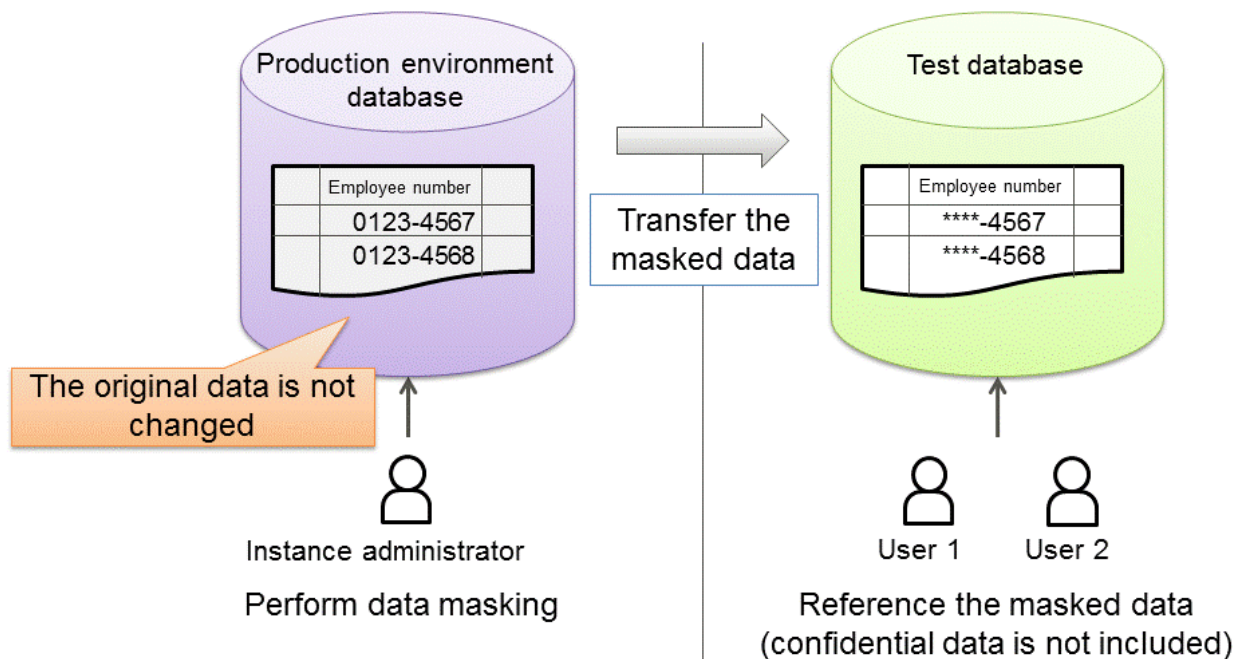 Production environment
database
Employee number
0123-4567
0123-4568
The original data is not
changed
Instance administrator
Perform data masking
Transfer the
masked data
Test database
Employee number
****-4567
****-4568
User 1
User 2
Reference the masked data
(confidential data is not included)